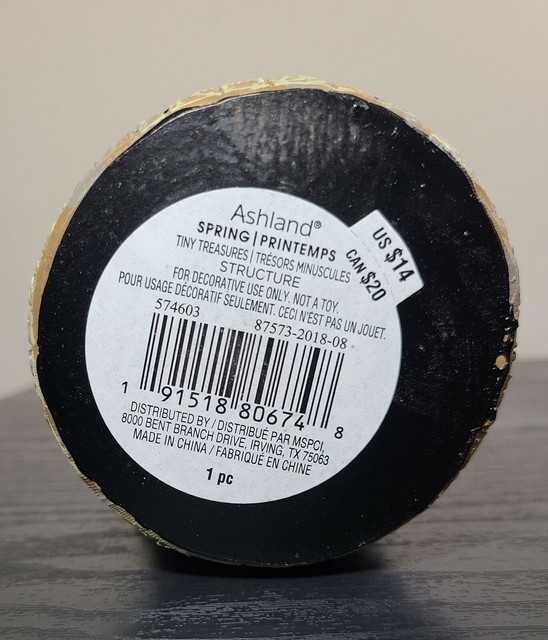 Ashland®
SPRING | PRINTEMPS
TINY TREASURES | TRÉSORS MINUSCULES
STRUCTURE
FOR DECORATIVE USE ONLY. NOT A TOY.
POUR USAGE DÉCORATIF SEULEMENT. CECI N'EST PAS UN JOUET.
574603 87573-2018-08
1 91518 80674 8
DISTRIBUTED BY / DISTRIBUÉ PAR MSPCI,
8000 BENT BRANCH DRIVE, IRVING, TX 75063
MADE IN CHINA / FABRIQUÉ EN CHINE
1 pc
US $14
CAN $20